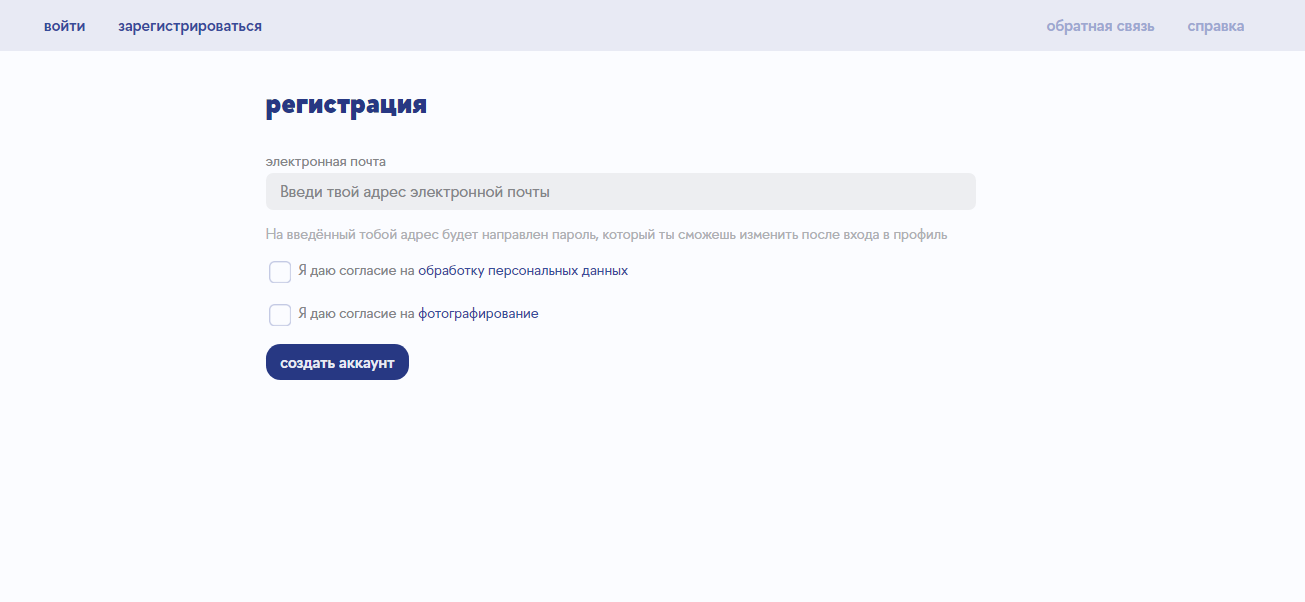 войти зарегистрироваться обратная связь справка
регистрация
электронная почта
Введи твой адрес электронной почты
На введённый тобой адрес будет направлен пароль, который ты сможешь изменить после входа в профиль
Я даю согласие на обработку персональных данных
Я даю согласие на фотографирование
создать аккаунт